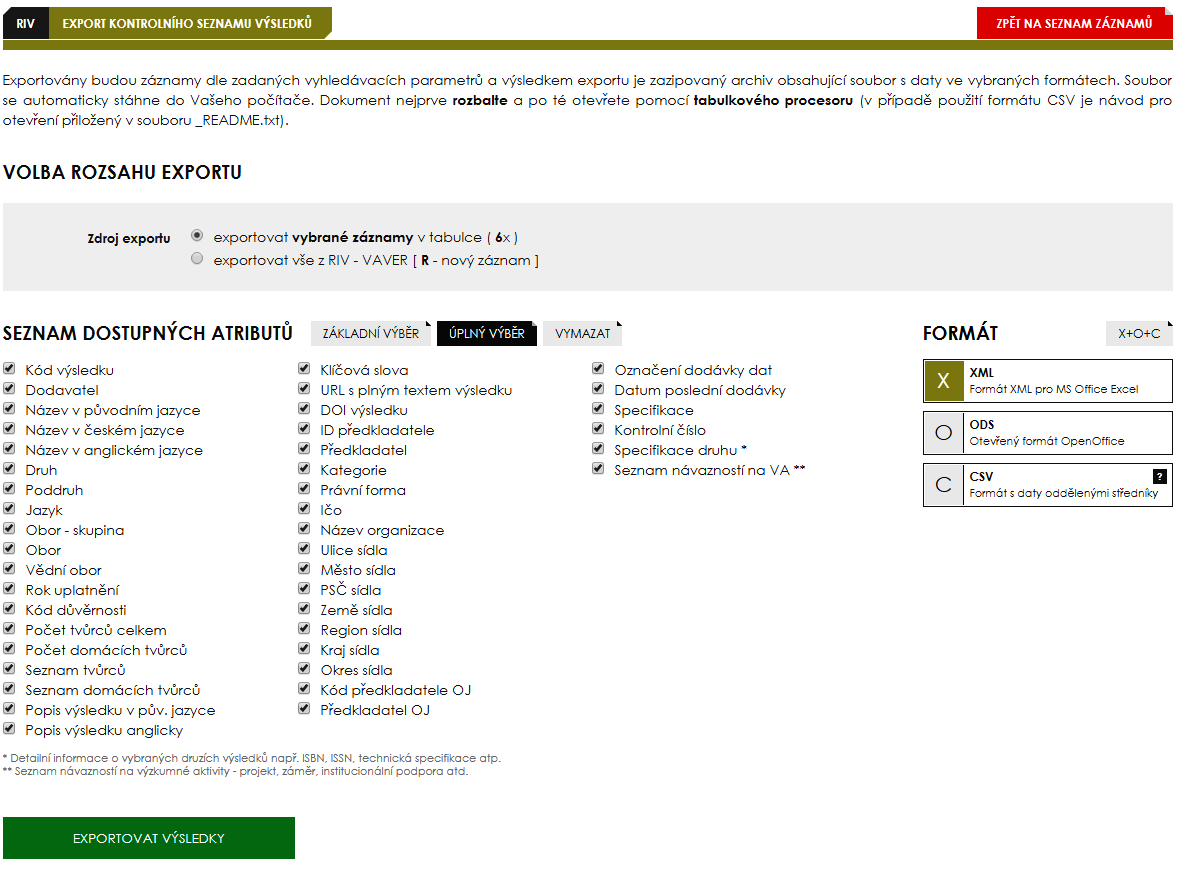 RIV EXPORT KONTROLNÍHO SEZNAMU VÝSLEDKŮ
ZPĚT NA SEZNAM ZÁZNAMŮ
Exportovány budou záznamy dle zadaných vyhledávacích parametrů a výsledkem exportu je zazipovaný archiv obsahující soubor s daty ve vybraných formátech. Soubor
se automaticky stáhne do Vašeho počítače. Dokument nejprve rozbalte a po té otevřete pomocí tabulkového procesoru (v případě použití formátu CSV je návod pro
otevření přiložený v souboru _README.txt).
VOLBA ROZSAHU EXPORTU
Zdroj exportu
exportovat vybrané záznamy v tabulce ( 6x )
exportovat vše z RIV - VAVER [ R - nový záznam ]
SEZNAM DOSTUPNÝCH ATRIBUTŮ
ZÁKLADNÍ VÝBĚR
ÚPLNÝ VÝBĚR
VYMAZAT
Kód výsledku
Dodavatel
Název v původním jazyce
Název v českém jazyce
Název v anglickém jazyce
Druh
Poddruh
Jazyk
Obor - skupina
Obor
Vědní obor
Rok uplatnění
Kód důvěrnosti
Počet tvůrců celkem
Počet domácích tvůrců
Seznam tvůrců
Seznam domácích tvůrců
Popis výsledku v pův. jazyce
Popis výsledku anglicky
Klíčová slova
URL s plným textem výsledku
DOI výsledku
ID předkladatele
Předkladatel
Kategorie
Právní forma
Ičo
Název organizace
Ulice sídla
Město sídla
PSČ sídla
Země sídla
Region sídla
Kraj sídla
Okres sídla
Kód předkladatele OJ
Předkladatel OJ
Označení dodávky dat
Datum poslední dodávky
Specifikace
Kontrolní číslo
Specifikace druhu *
Seznam návazností na VA **
FORMÁT
X+O+C
X
XML
Formát XML pro MS Office Excel
O
ODS
Otevřený formát OpenOffice
C
CSV
?
Formát s daty oddělenými středníky
* Detailní informace o vybraných druzích výsledků např. ISBN, ISSN, technická specifikace atp.
** Seznam návazností na výzkumné aktivity - projekt, záměr, institucionální podpora atd.
EXPORTOVAT VÝSLEDKY